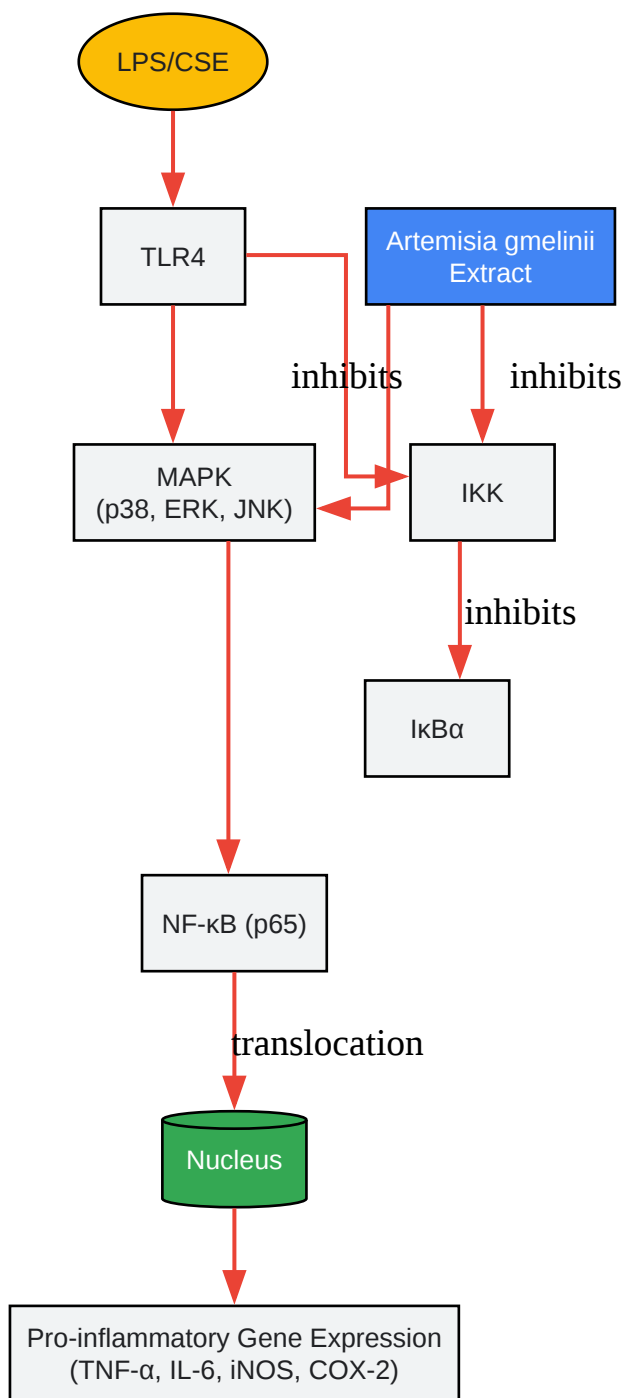 LPS/CSE
TLR4
Artemisia gmelinii
Extract
inhibits
inhibits
MAPK
(p38, ERK, JNK)
IKK
inhibits
IκBα
NF-κB (p65)
translocation
Nucleus
Pro-inflammatory Gene Expression
(TNF-α, IL-6, iNOS, COX-2)